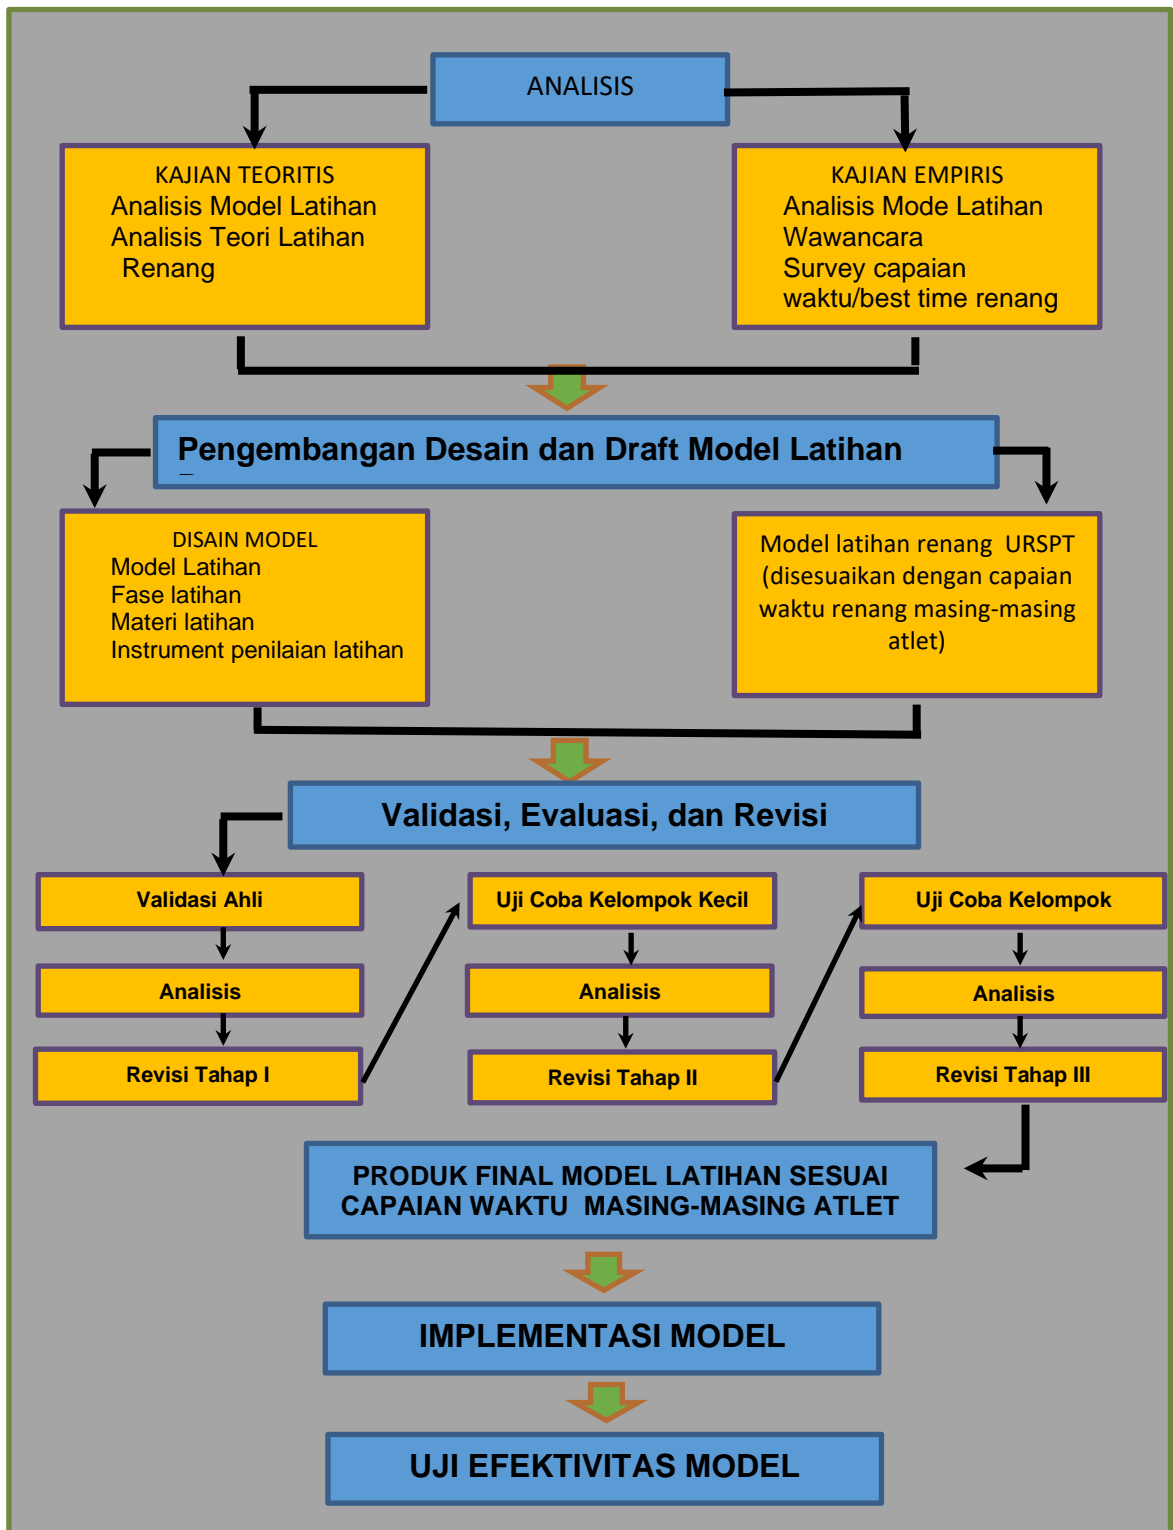 ANALISIS
KAJIAN TEORITIS
Analisis Model Latihan
Analisis Teori Latihan
Renang
KAJIAN EMPIRIS
Analisis Mode Latihan
Wawancara
Survey capaian
waktu/best time renang
Pengembangan Desain dan Draft Model Latihan
DISAIN MODEL
Model Latihan
Fase latihan
Materi latihan
Instrument penilaian latihan
Model latihan renang URSPT
(disesuaikan dengan capaian
waktu renang masing-masing
atlet)
Validasi, Evaluasi, dan Revisi
Validasi Ahli
Analisis
Revisi Tahap I
Uji Coba Kelompok Kecil
Analisis
Revisi Tahap II
Uji Coba Kelompok
Analisis
Revisi Tahap III
PRODUK FINAL MODEL LATIHAN SESUAI
CAPAIAN WAKTU MASING-MASING ATLET
IMPLEMENTASI MODEL
UJI EFEKTIVITAS MODEL